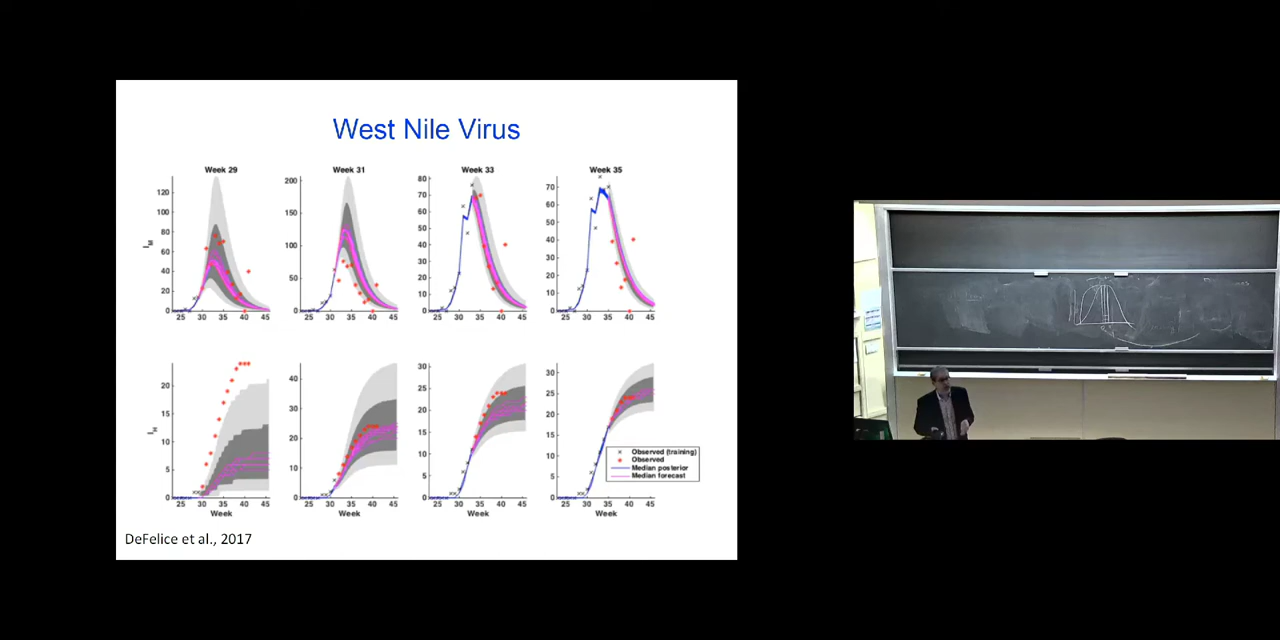 West Nile Virus
Week 29
Week 31
Week 33
Week 35
I_M
120
100
80
60
40
20
0
25 30 35 40 45
200
150
100
50
0
25 30 35 40 45
80
70
60
50
40
30
20
10
0
25 30 35 40 45
70
60
50
40
30
20
10
0
25 30 35 40 45
I_H
20
15
10
5
0
25 30 35 40 45
Week
40
30
20
10
0
25 30 35 40 45
Week
30
25
20
15
10
5
0
25 30 35 40 45
Week
30
25
20
15
10
5
0
25 30 35 40 45
Week
Observed (training)
Observed
Median posterior
Median forecast
DeFelice et al., 2017